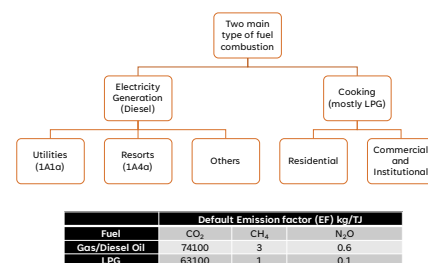 Two main
type of fuel
combustion
Electricity
Generation
(Diesel)
Cooking
(mostly LPG)
Utilities
(1A1a)
Resorts
(1A4a)
Others
Residential
Commercial
and
Institutional
Default Emission factor (EF) kg/TJ
Fuel CO₂ CH₄ N₂O
Gas/Diesel Oil 74100 3 0.6
LPG 63100 1 0.1